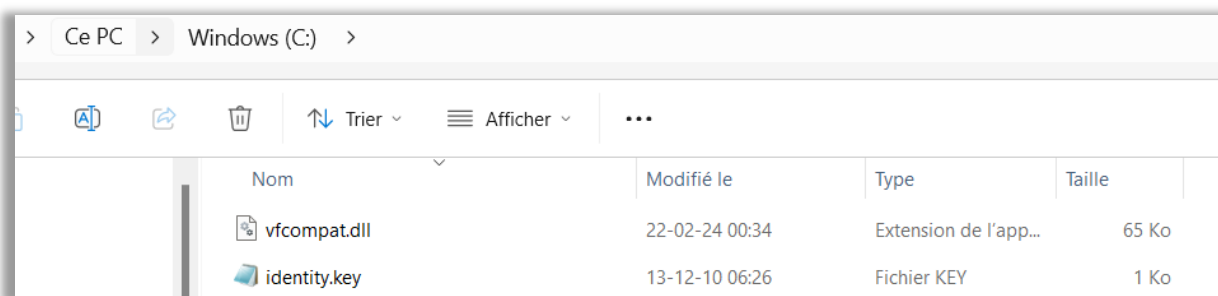 > Ce PC > Windows (C:) >
Trier Afficher ...
Nom Modifié le Type Taille
vfcompat.dll 22-02-24 00:34 Extension de l'app... 65 Ko
identity.key 13-12-10 06:26 Fichier KEY 1 Ko